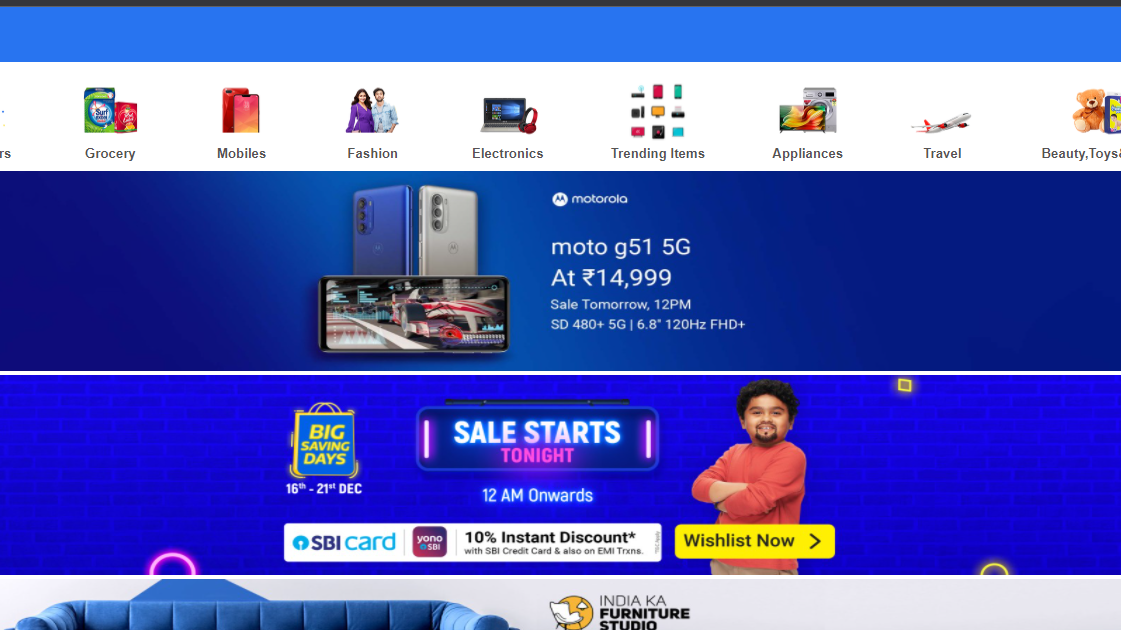 rs
Grocery
Mobiles
Fashion
Electronics
Trending Items
Appliances
Travel
Beauty,Toys&
Surf
motorola
moto g51 5G
At ₹14,999
Sale Tomorrow, 12PM
SD 480+ 5G | 6.8" 120Hz FHD+
BIG
SAVING
DAYS
16th - 21st DEC
SALE STARTS
TONIGHT
12 AM Onwards
SBI card
yono
SBI
10% Instant Discount*
with SBI Credit Card & also on EMI Trxns.
Wishlist Now
INDIA KA
FURNITURE
STUDIO